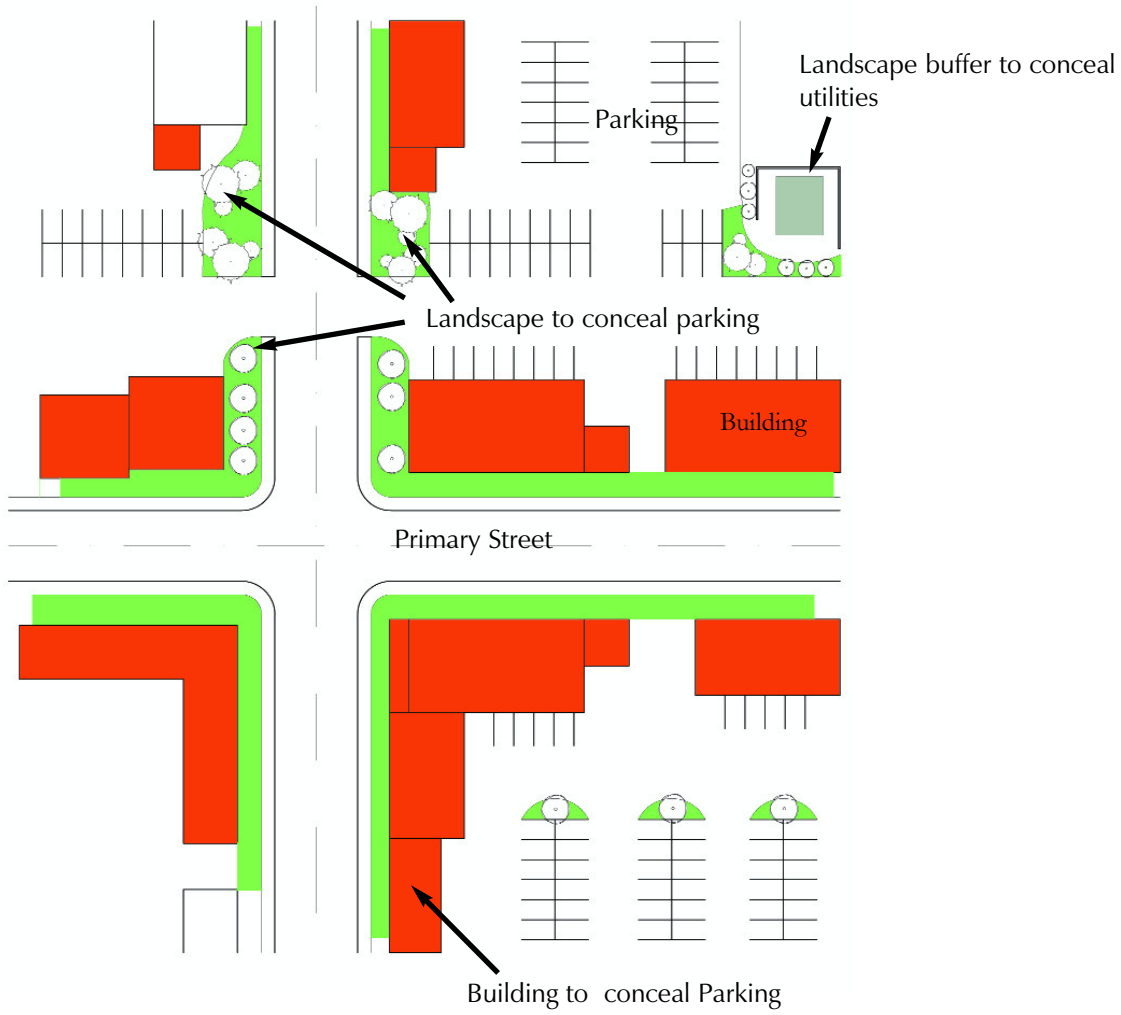 Landscape buffer to conceal
utilities
Parking
Landscape to conceal parking
Building
Primary Street
Building to conceal Parking